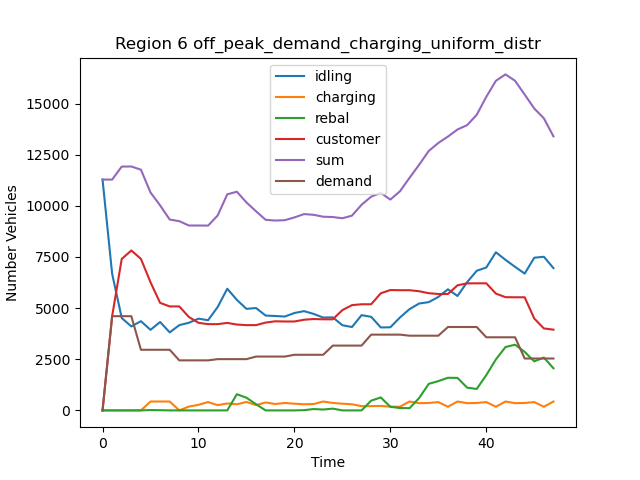 Region 6 off_peak_demand_charging_uniform_distr
idling
charging
rebal
customer
sum
demand
15000
12500
10000
7500
5000
2500
0
Number Vehicles
0 10 20 30 40
Time